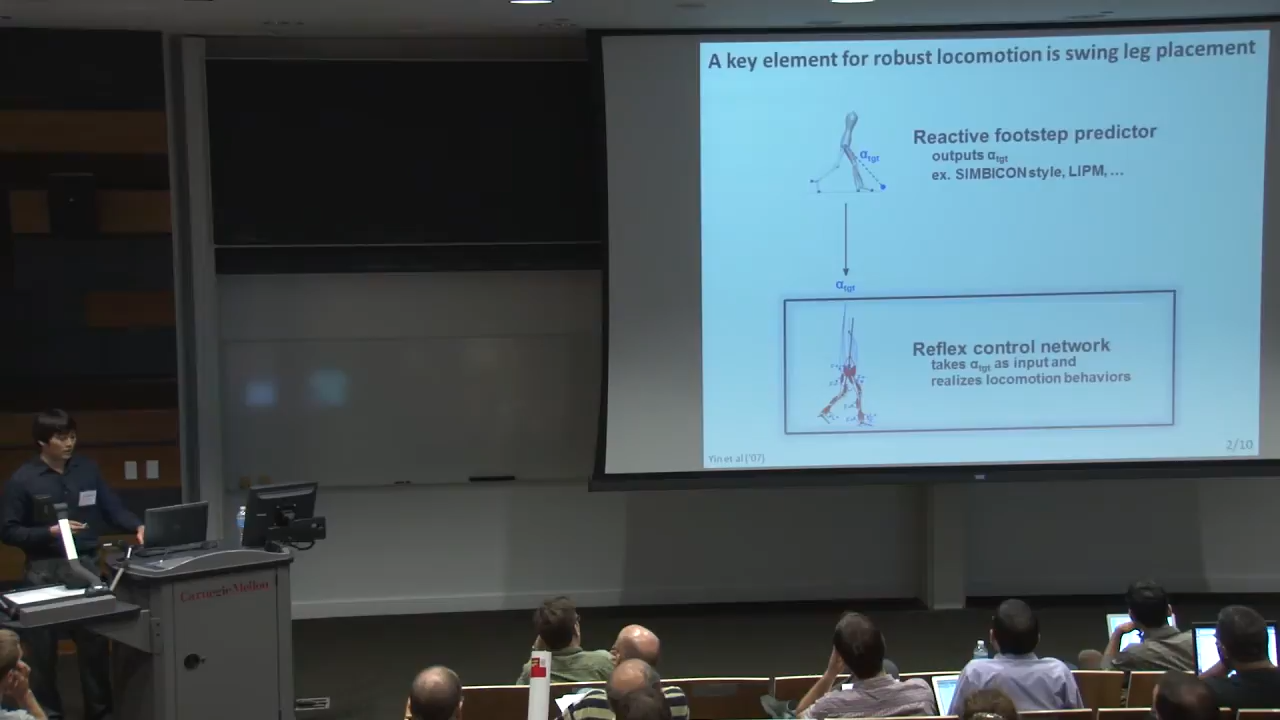 A key element for robust locomotion is swing leg placement
αtgt
Reactive footstep predictor
outputs αtgt
ex. SIMBICON style, LIPM, ...
αtgt
Reflex control network
takes αtgt as input and
realizes locomotion behaviors
Yin et al ('07)
2/10
Carnegie Mellon